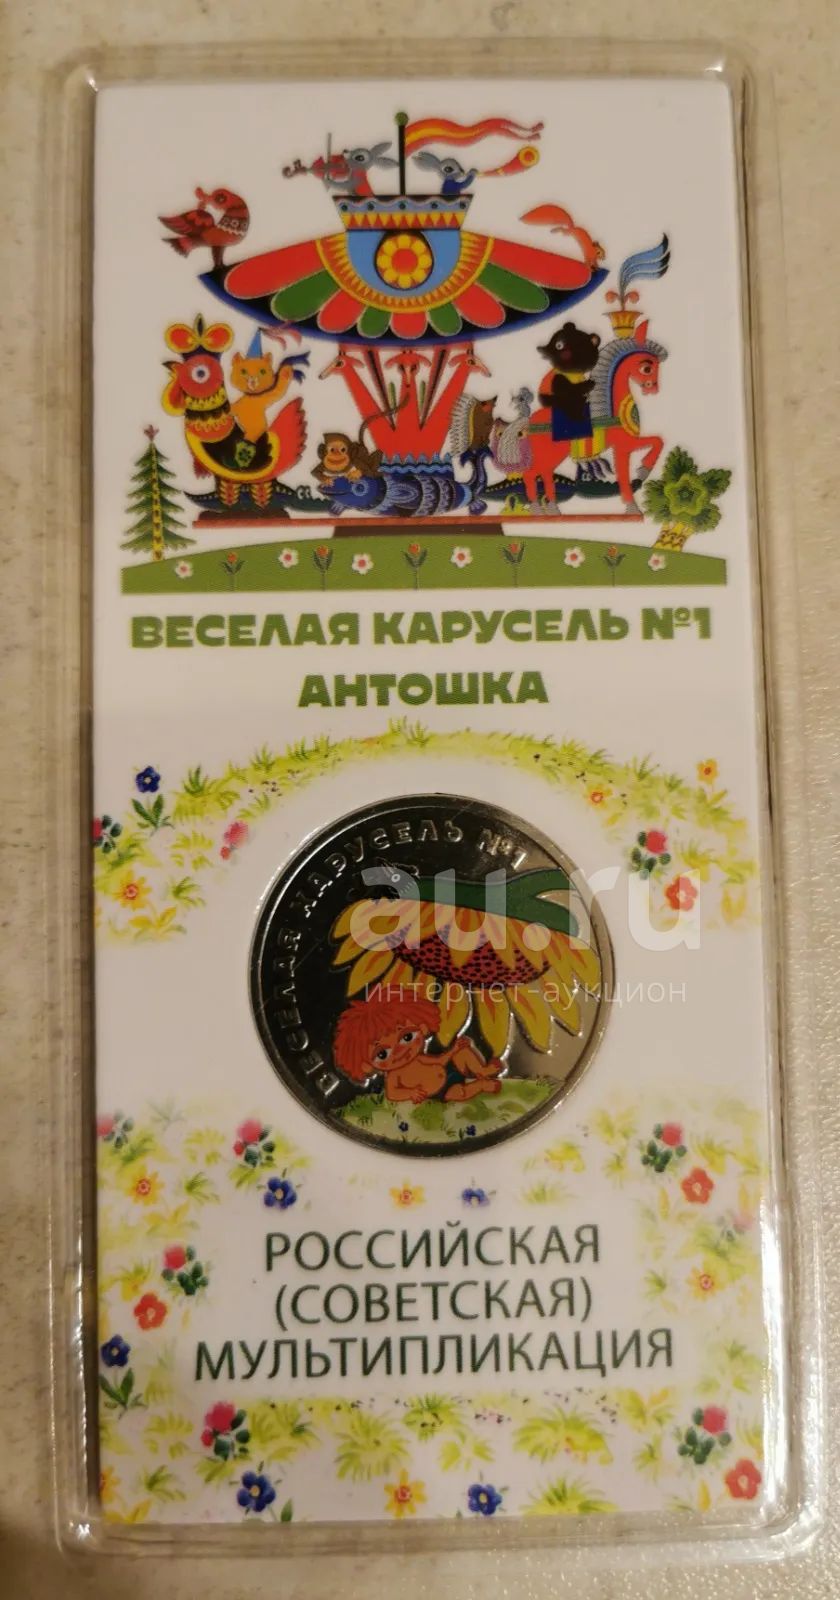 ВЕСЕЛАЯ КАРУСЕЛЬ №1
АНТОШКА
ВЕСЕЛАЯ КАРУСЕЛЬ №1
au.ru
интернет-аукцион
РОССИЙСКАЯ
(СОВЕТСКАЯ)
МУЛЬТИПЛИКАЦИЯ